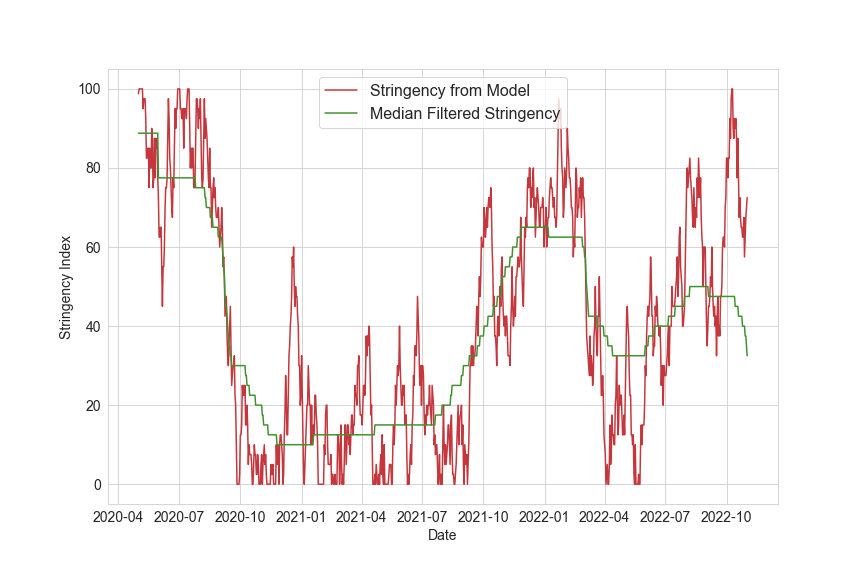 Stringency from Model
Median Filtered Stringency
100
80
60
40
20
0
Stringency Index
2020-04 2020-07 2020-10 2021-01 2021-04 2021-07 2021-10 2022-01 2022-04 2022-07 2022-10
Date